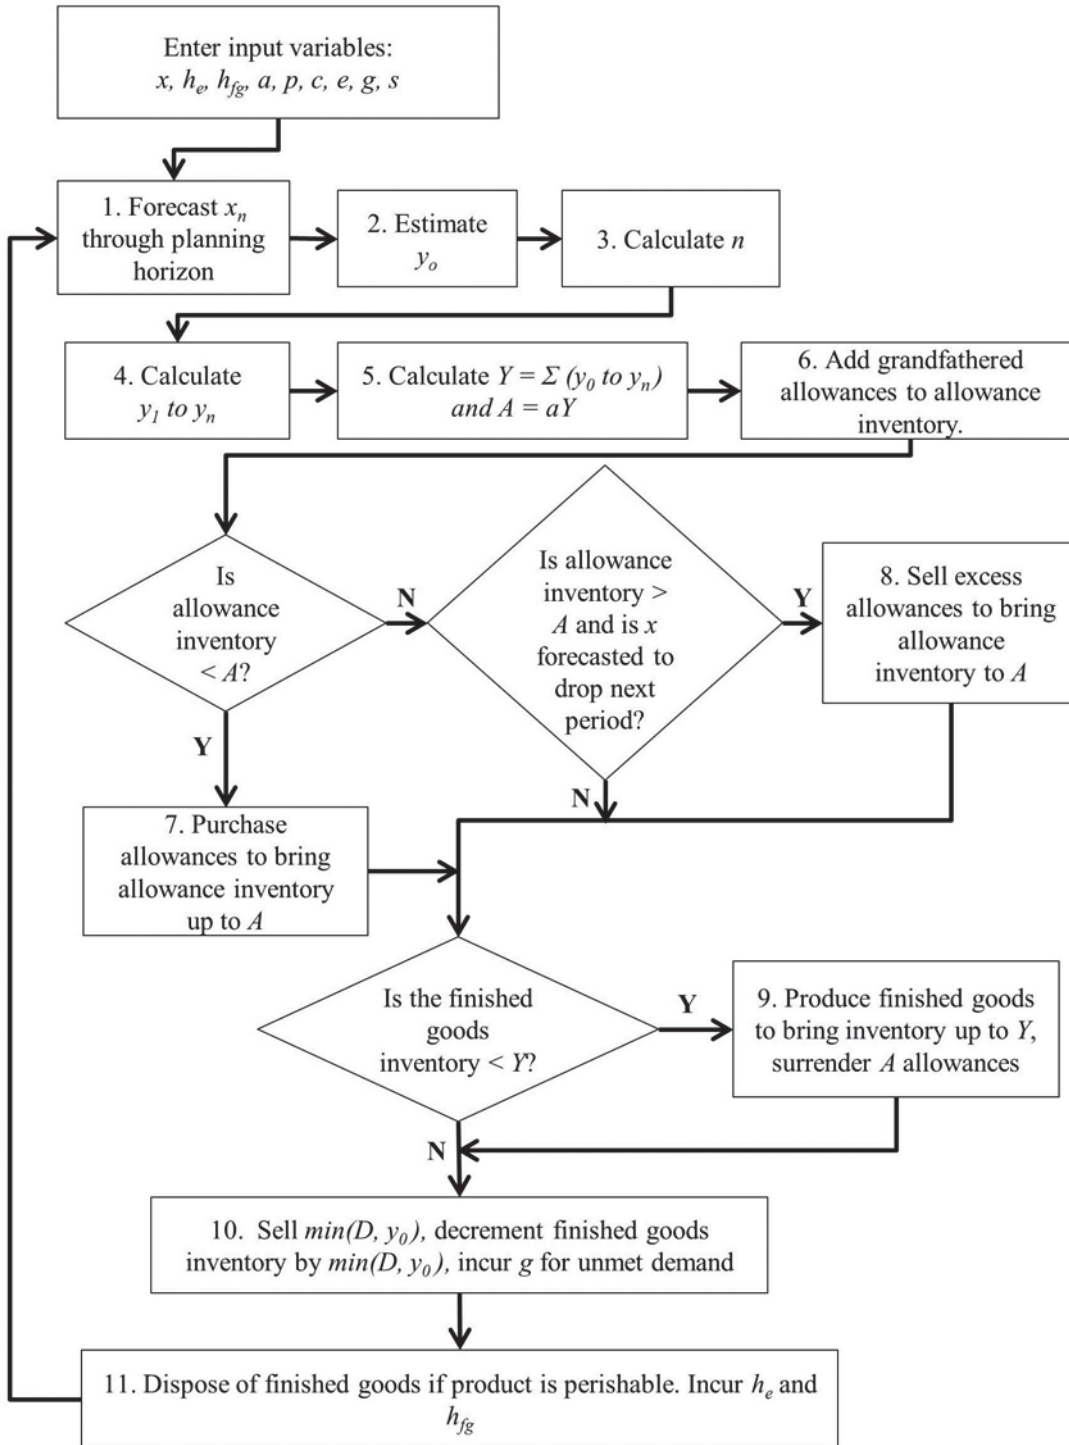 Enter input variables:
x, hₑ, h_fg, a, p, c, e, g, s
1. Forecast xₙ
through planning
horizon
2. Estimate
yₒ
3. Calculate n
4. Calculate
y₁ to yₙ
5. Calculate Y = Σ (y₀ to yₙ)
and A = aY
6. Add grandfathered
allowances to allowance
inventory.
Is
allowance
inventory
< A?
N
Y
Is allowance
inventory >
A and is x
forecasted to
drop next
period?
Y
N
8. Sell excess
allowances to bring
allowance
inventory to A
7. Purchase
allowances to bring
allowance inventory
up to A
Is the finished
goods
inventory < Y?
Y
N
9. Produce finished goods
to bring inventory up to Y,
surrender A allowances
10. Sell min(D, y₀), decrement finished goods
inventory by min(D, y₀), incur g for unmet demand
11. Dispose of finished goods if product is perishable. Incur hₑ and
h_fg